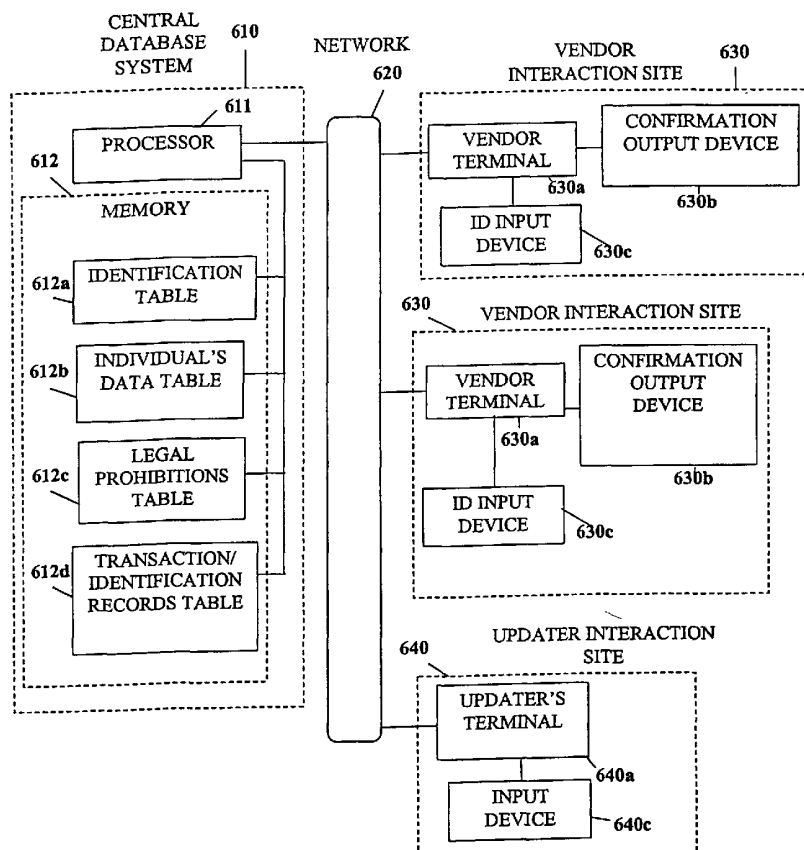 CENTRAL
DATABASE
SYSTEM
610
611
PROCESSOR
612
MEMORY
612a
IDENTIFICATION
TABLE
612b
INDIVIDUAL'S
DATA TABLE
612c
LEGAL
PROHIBITIONS
TABLE
612d
TRANSACTION/
IDENTIFICATION
RECORDS TABLE
NETWORK
620
VENDOR
INTERACTION SITE
630
VENDOR
TERMINAL
630a
CONFIRMATION
OUTPUT DEVICE
630b
ID INPUT
DEVICE
630c
VENDOR INTERACTION SITE
630
VENDOR
TERMINAL
630a
CONFIRMATION
OUTPUT
DEVICE
630b
ID INPUT
DEVICE
630c
UPDATER INTERACTION
SITE
640
UPDATER'S
TERMINAL
640a
INPUT
DEVICE
640c